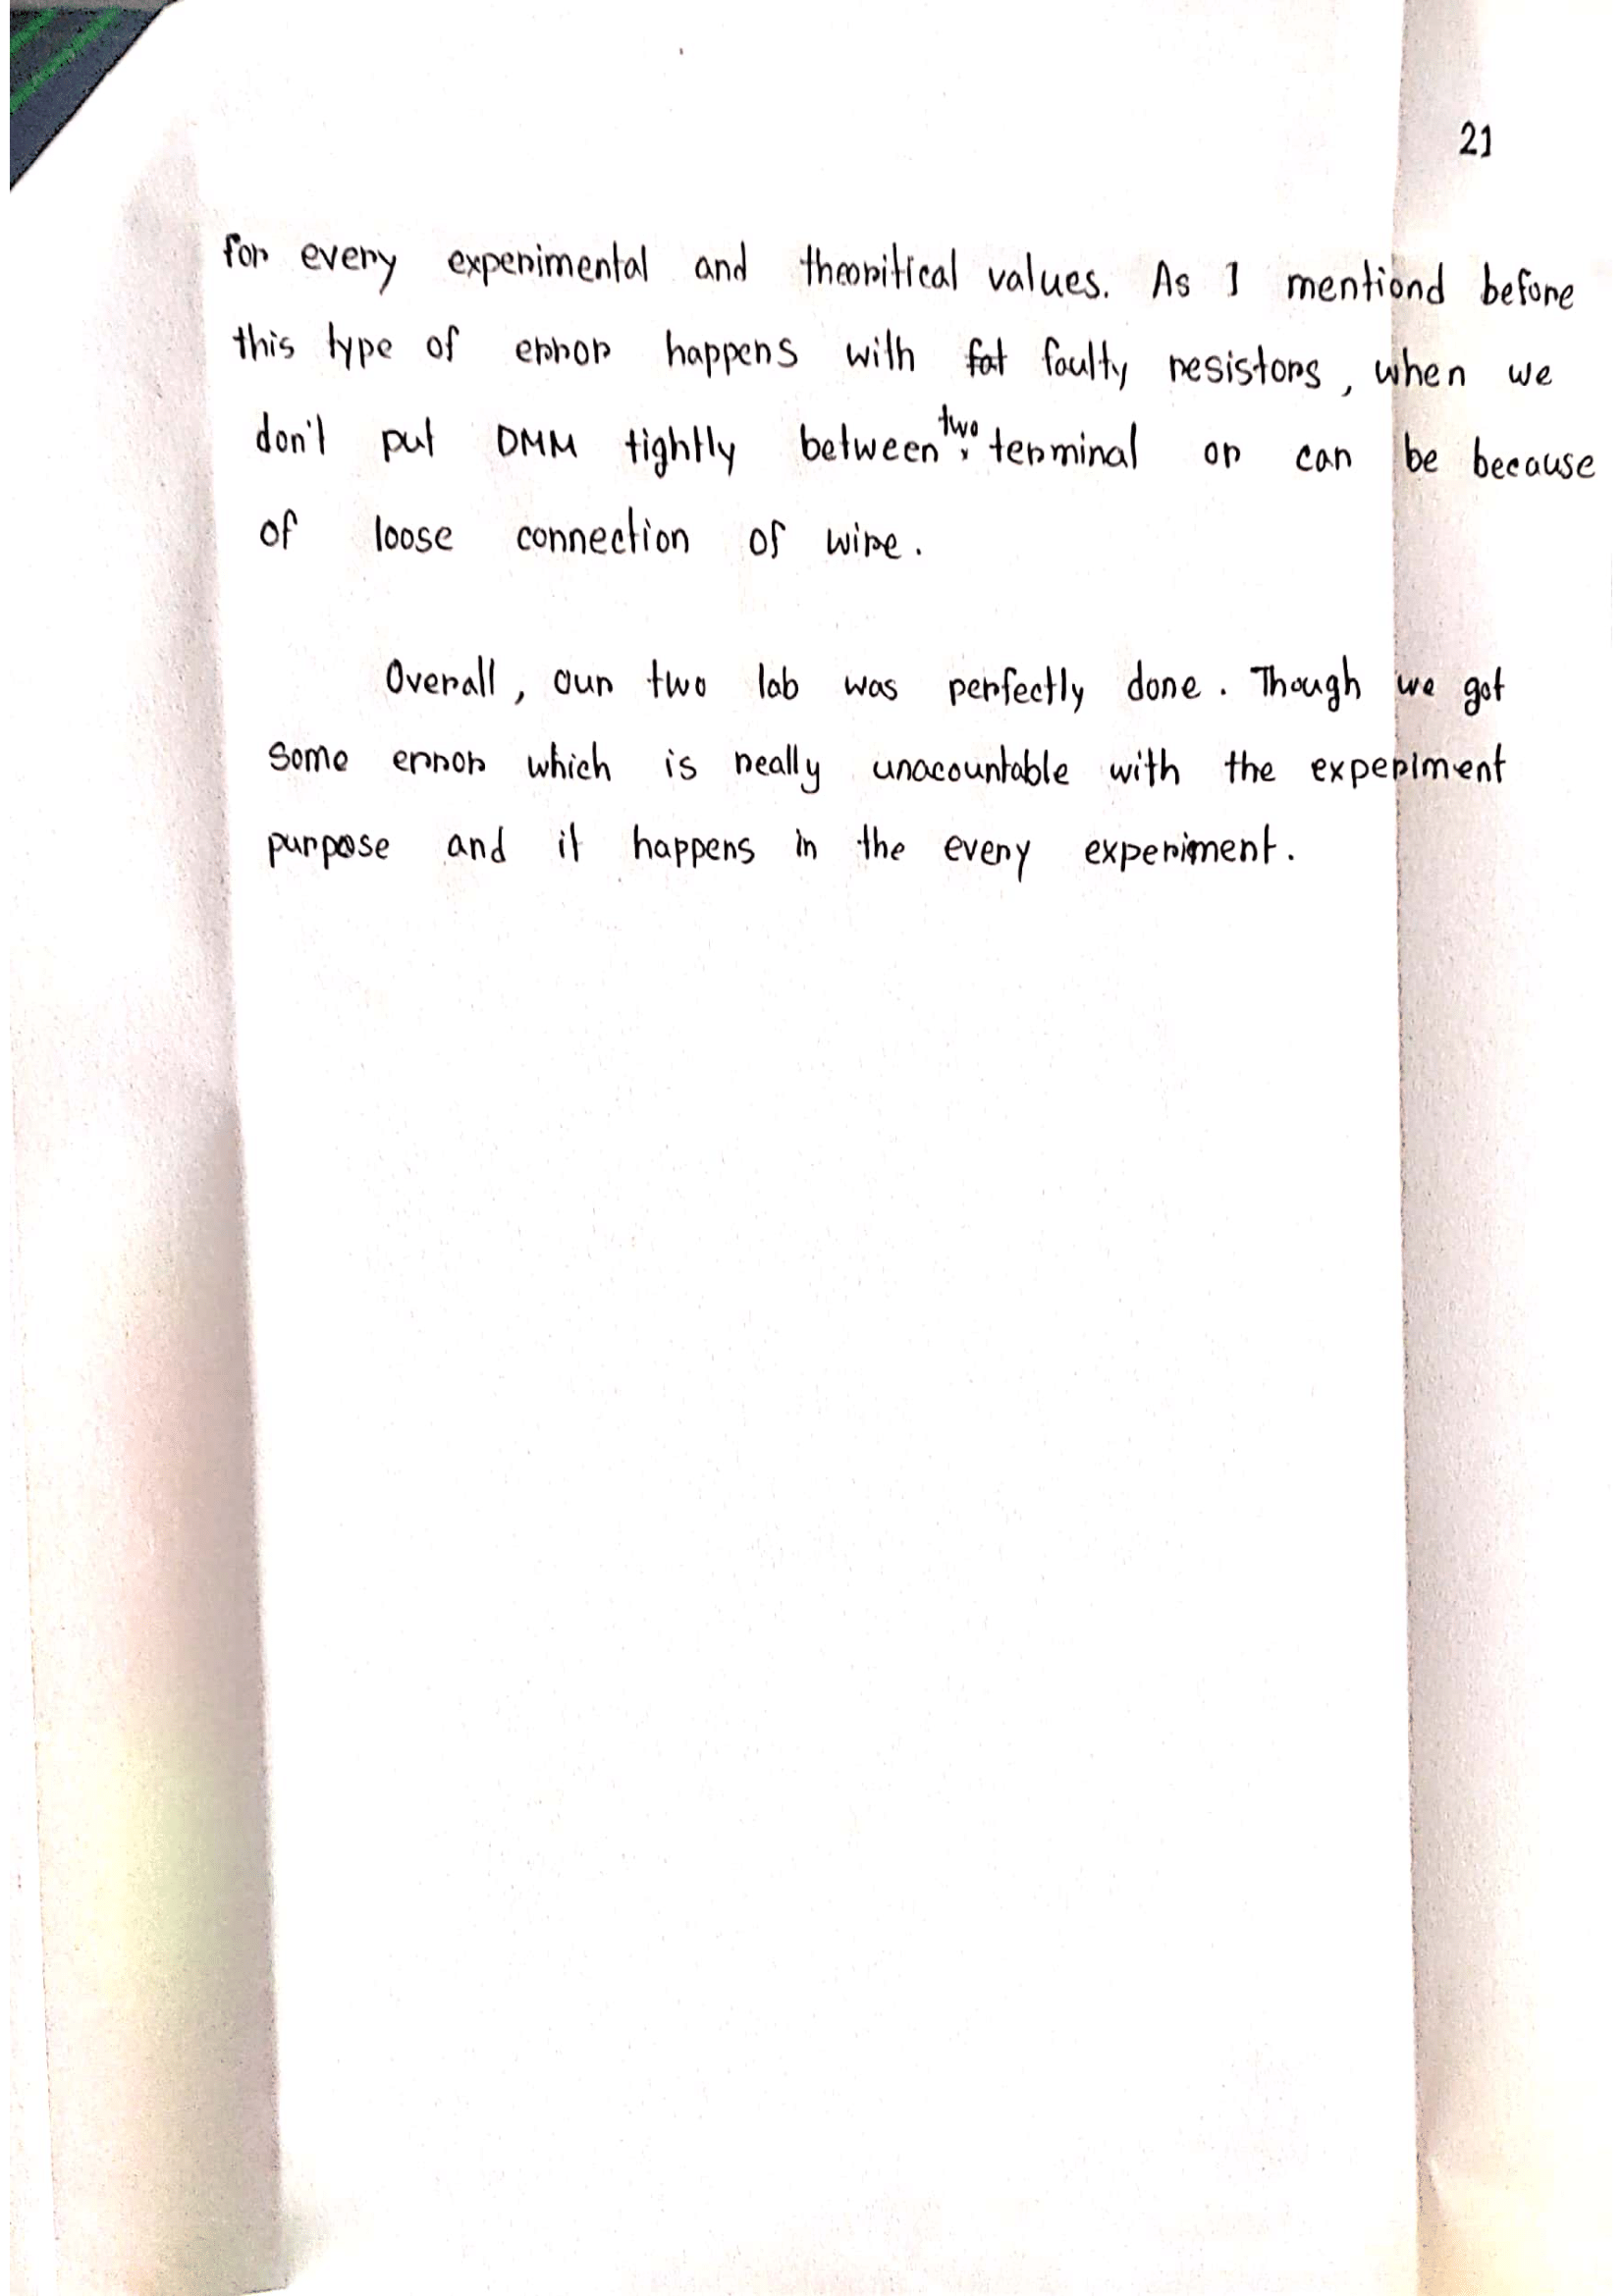 21
for every experimental and theoritical values. As I mentiond before
this type of error happens with fat faulty resistors, when we
don't put DMM tightly between two terminal or can be because
of loose connection of wire.
Overall, our two lab was perfectly done. Though we got
some error which is really unacountable with the experiment
purpose and it happens in the every experiment.